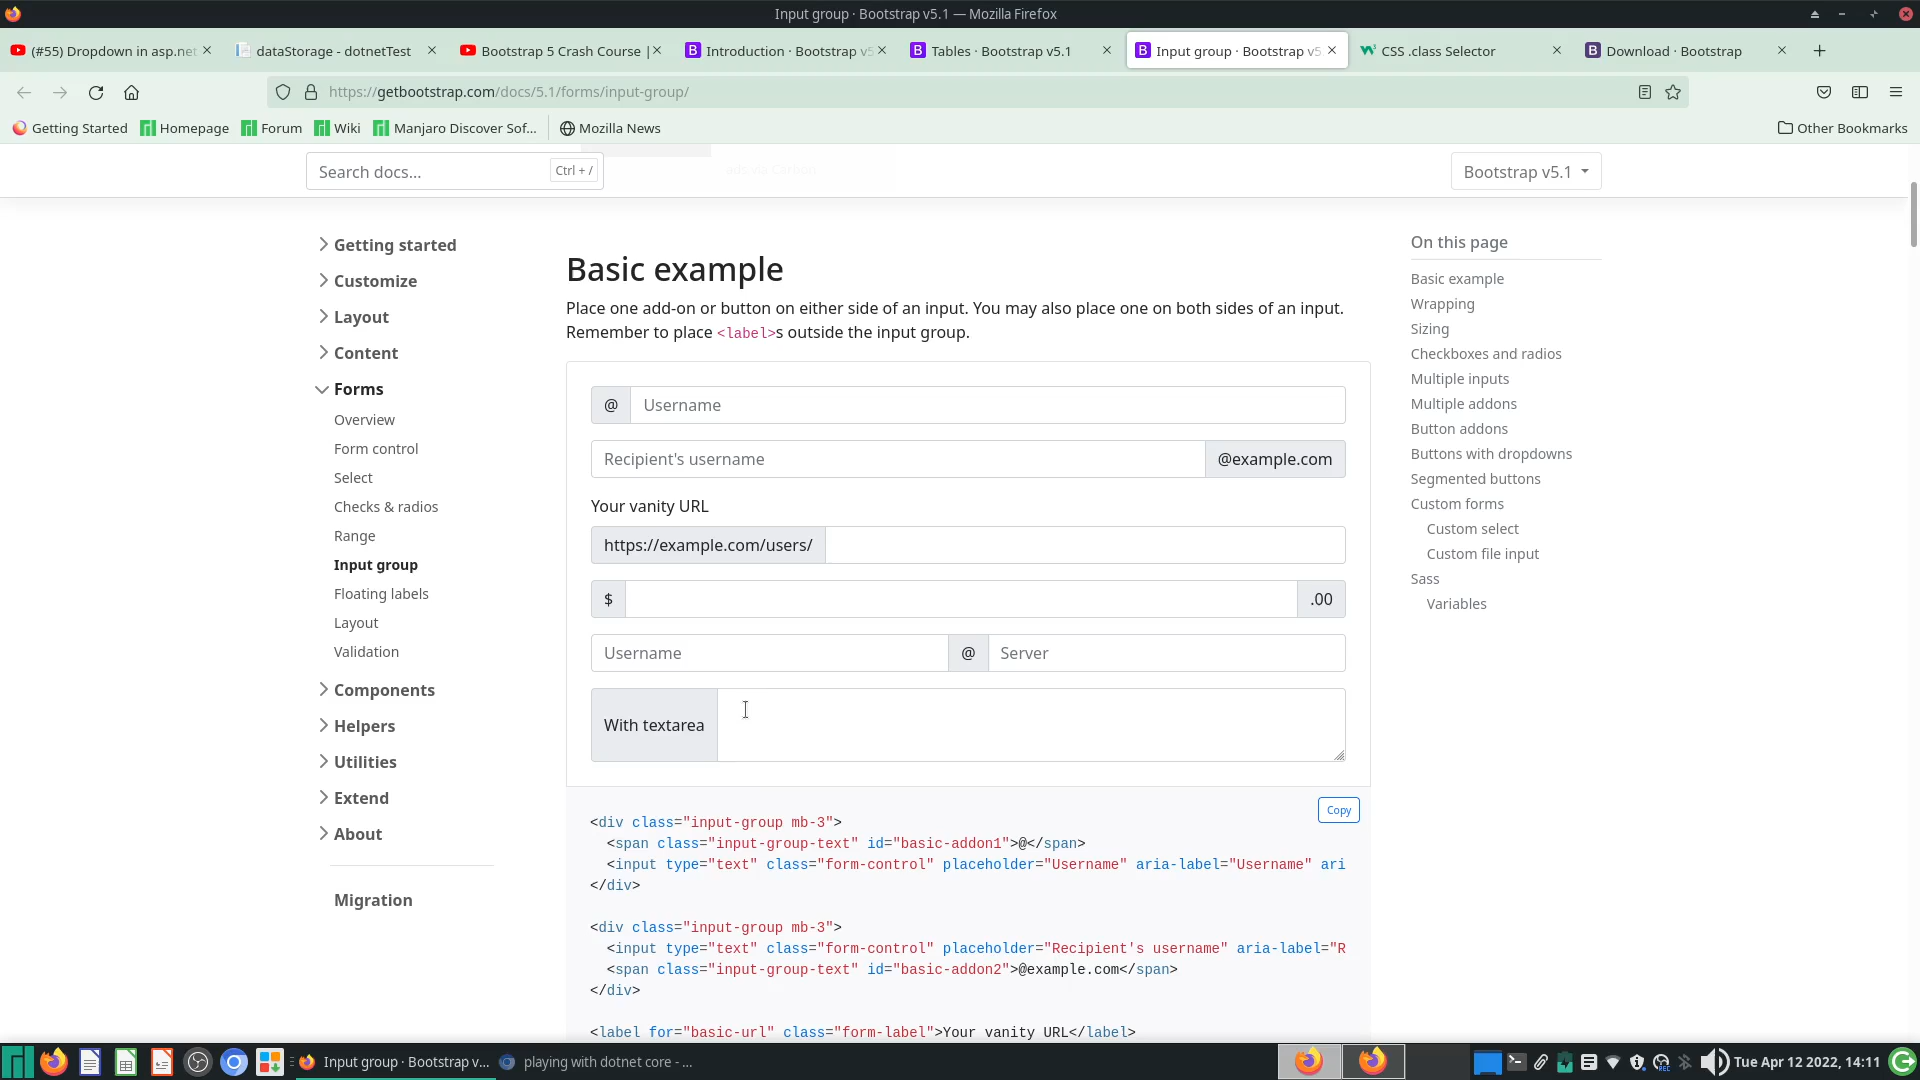 Input group · Bootstrap v5.1 — Mozilla Firefox
(#55) Dropdown in asp.net
dataStorage - dotnetTest
Bootstrap 5 Crash Course |
Introduction · Bootstrap v5
Tables · Bootstrap v5.1
Input group · Bootstrap v5
CSS .class Selector
Download · Bootstrap
https://getbootstrap.com/docs/5.1/forms/input-group/
Getting Started
Homepage
Forum
Wiki
Manjaro Discover Sof...
Mozilla News
Other Bookmarks
Search docs...
Ctrl + /
ads via Carbon
Bootstrap v5.1
Getting started
Customize
Layout
Content
Forms
Overview
Form control
Select
Checks & radios
Range
Input group
Floating labels
Layout
Validation
Components
Helpers
Utilities
Extend
About
Migration
Basic example
Place one add-on or button on either side of an input. You may also place one on both sides of an input.
Remember to place <label>s outside the input group.
@ Username
Recipient's username @example.com
Your vanity URL
https://example.com/users/
$ .00
Username @ Server
With textarea
Copy
<div class="input-group mb-3">
<span class="input-group-text" id="basic-addon1">@</span>
<input type="text" class="form-control" placeholder="Username" aria-label="Username" ari
</div>
<div class="input-group mb-3">
<input type="text" class="form-control" placeholder="Recipient's username" aria-label="R
<span class="input-group-text" id="basic-addon2">@example.com</span>
</div>
<label for="basic-url" class="form-label">Your vanity URL</label>
On this page
Basic example
Wrapping
Sizing
Checkboxes and radios
Multiple inputs
Multiple addons
Button addons
Buttons with dropdowns
Segmented buttons
Custom forms
Custom select
Custom file input
Sass
Variables
Input group · Bootstrap v...
playing with dotnet core - ...
Tue Apr 12 2022, 14:11